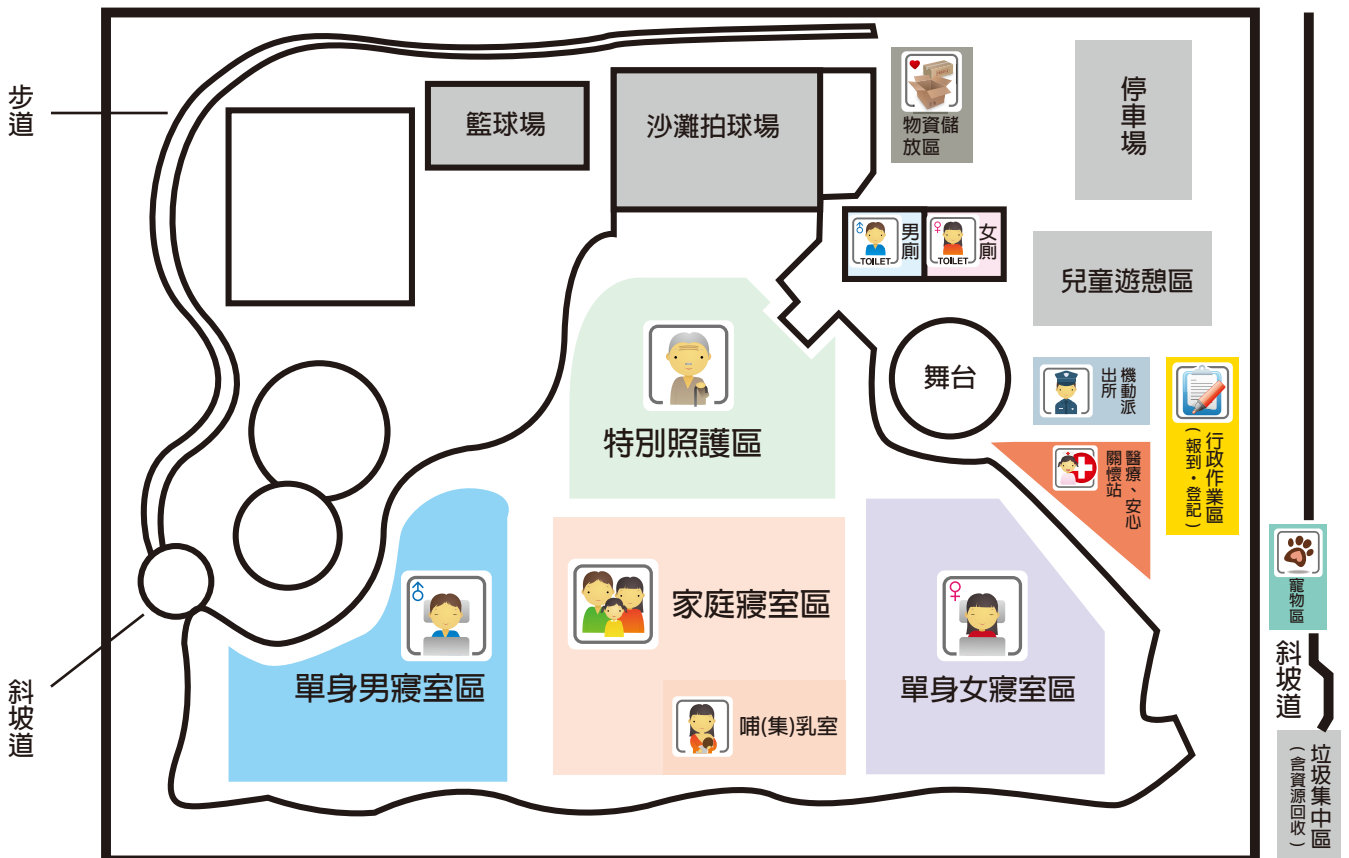 步道
籃球場
沙灘拍球場
物資儲
放區
停車場
TOILET
男廁
TOILET
女廁
兒童遊憩區
舞台
機動派
出所
行政作業區
(報到・登記)
醫療、安心
關懷站
特別照護區
家庭寢室區
單身男寢室區
單身女寢室區
哺(集)乳室
寵物區
斜坡道
斜坡道
垃圾集中區
(含資源回收)